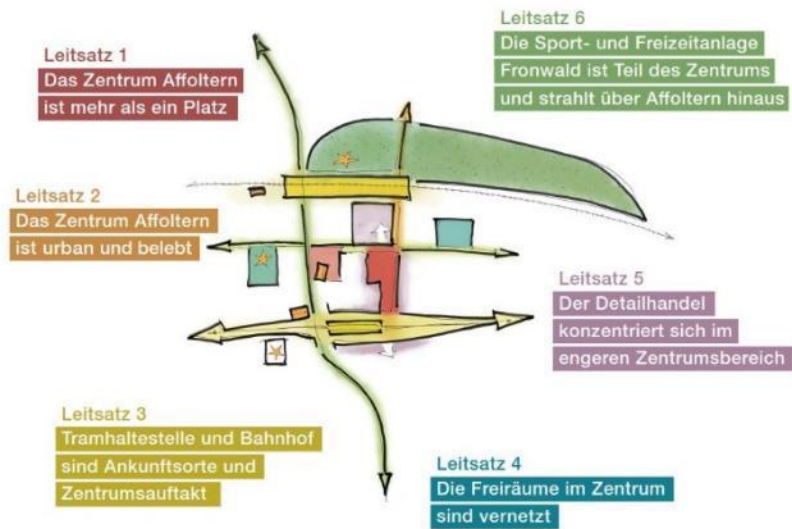 Leitsatz 1
Das Zentrum Affoltern
ist mehr als ein Platz
Leitsatz 6
Die Sport- und Freizeitanlage
Fronwald ist Teil des Zentrums
und strahlt über Affoltern hinaus
Leitsatz 2
Das Zentrum Affoltern
ist urban und belebt
Leitsatz 5
Der Detailhandel
konzentriert sich im
engeren Zentrumsbereich
Leitsatz 3
Tramhaltestelle und Bahnhof
sind Ankunftsorte und
Zentrumsauftakt
Leitsatz 4
Die Freiräume im Zentrum
sind vernetzt